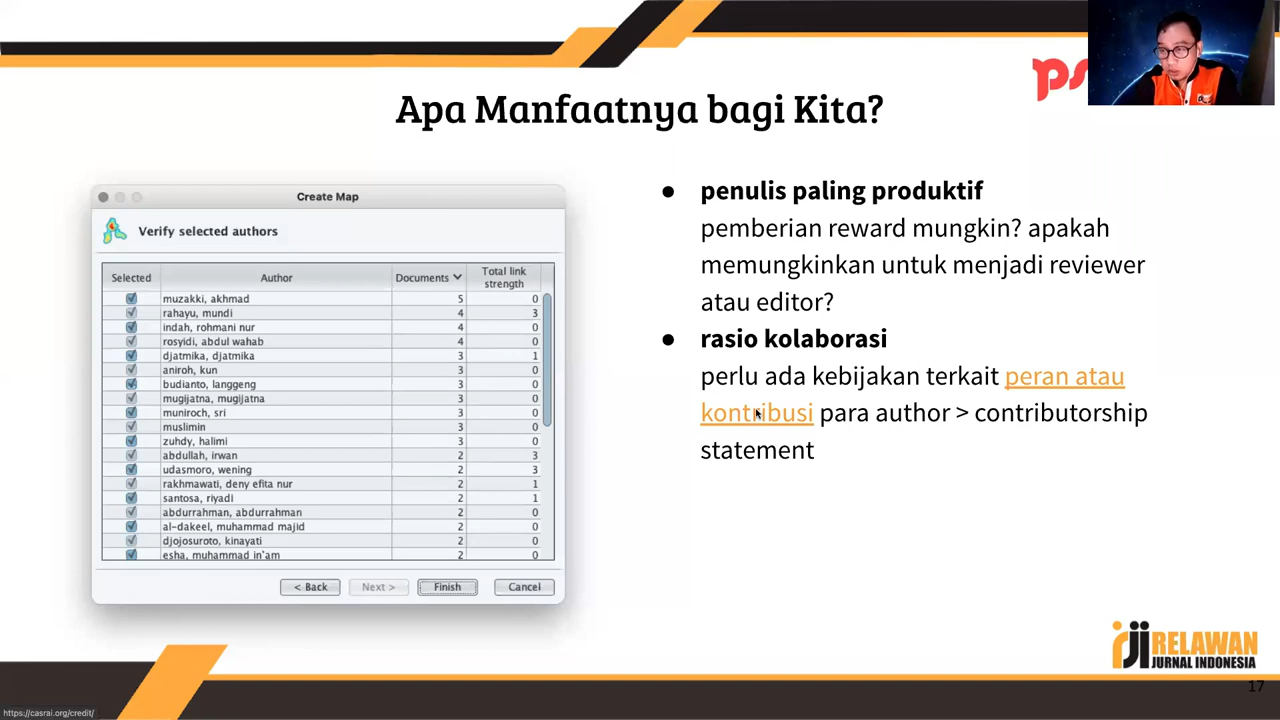 Apa Manfaatnya bagi Kita?
ps
Create Map
Verify selected authors
Selected Author Documents Total link strength
muzakki, akhmad 5 0
rahayu, mundi 4 3
indah, rohmani nur 4 0
rosyidi, abdul wahab 4 0
djatmika, djatmika 3 1
aniroh, kun 3 0
budianto, langgeng 3 0
mugijatna, mugijatna 3 0
muniroch, sri 3 0
muslimin 3 0
zuhdy, halimi 3 0
abdullah, irwan 2 3
udasmoro, wening 2 3
rakhmawati, deny efita nur 2 1
santosa, riyadi 2 1
abdurrahman, abdurrahman 2 0
al-dakeel, muhammad majid 2 0
djojosuroto, kinayati 2 0
esha, muhammad in'am 2 0
< Back Next > Finish Cancel
● penulis paling produktif
pemberian reward mungkin? apakah
memungkinkan untuk menjadi reviewer
atau editor?
● rasio kolaborasi
perlu ada kebijakan terkait peran atau
kontribusi para author > contributorship
statement
rji RELAWAN
JURNAL INDONESIA
17
https://casrai.org/credit/